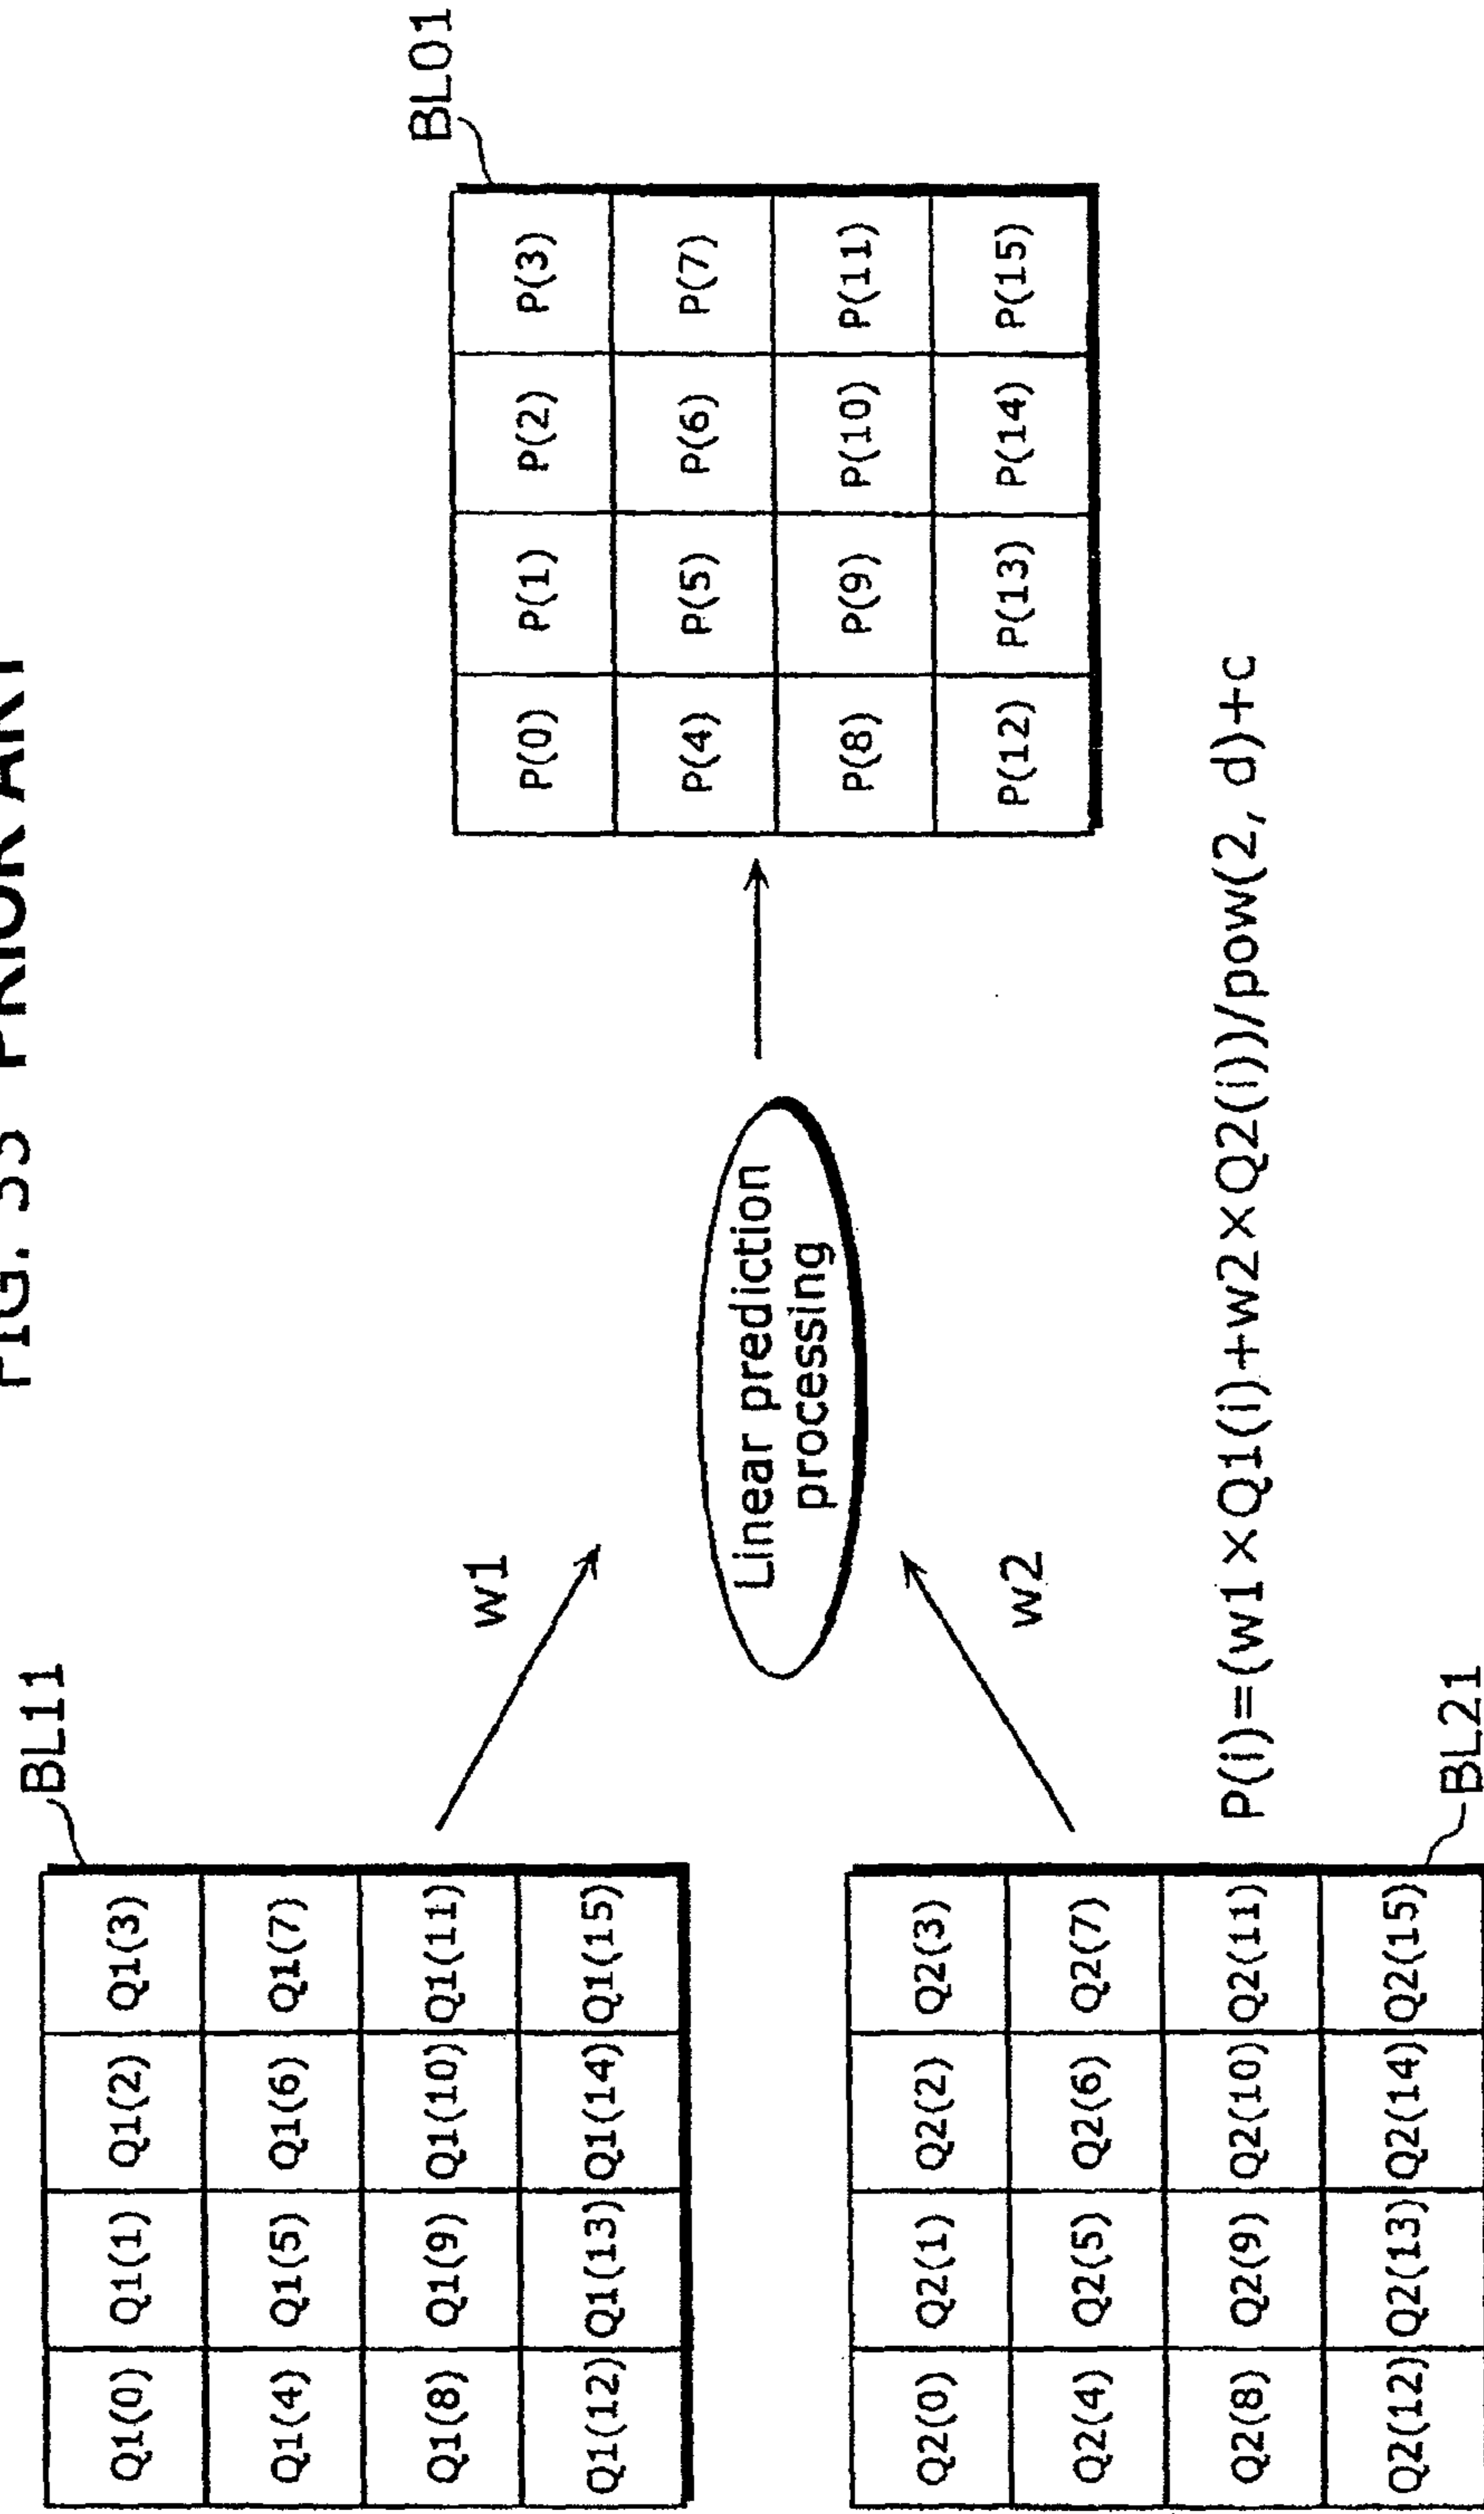 FIG. 33 PRIOR ART
BL11
Q1(0) Q1(1) Q1(2) Q1(3)
Q1(4) Q1(5) Q1(6) Q1(7)
Q1(8) Q1(9) Q1(10) Q1(11)
Q1(12) Q1(13) Q1(14) Q1(15)
w1
Linear prediction
processing
w2
BL01
P(0) P(1) P(2) P(3)
P(4) P(5) P(6) P(7)
P(8) P(9) P(10) P(11)
P(12) P(13) P(14) P(15)
Q2(0) Q2(1) Q2(2) Q2(3)
Q2(4) Q2(5) Q2(6) Q2(7)
Q2(8) Q2(9) Q2(10) Q2(11)
Q2(12) Q2(13) Q2(14) Q2(15)
P(i)=(w1×Q1(i)+w2×Q2(i))/pow(2, d)+c
BL21